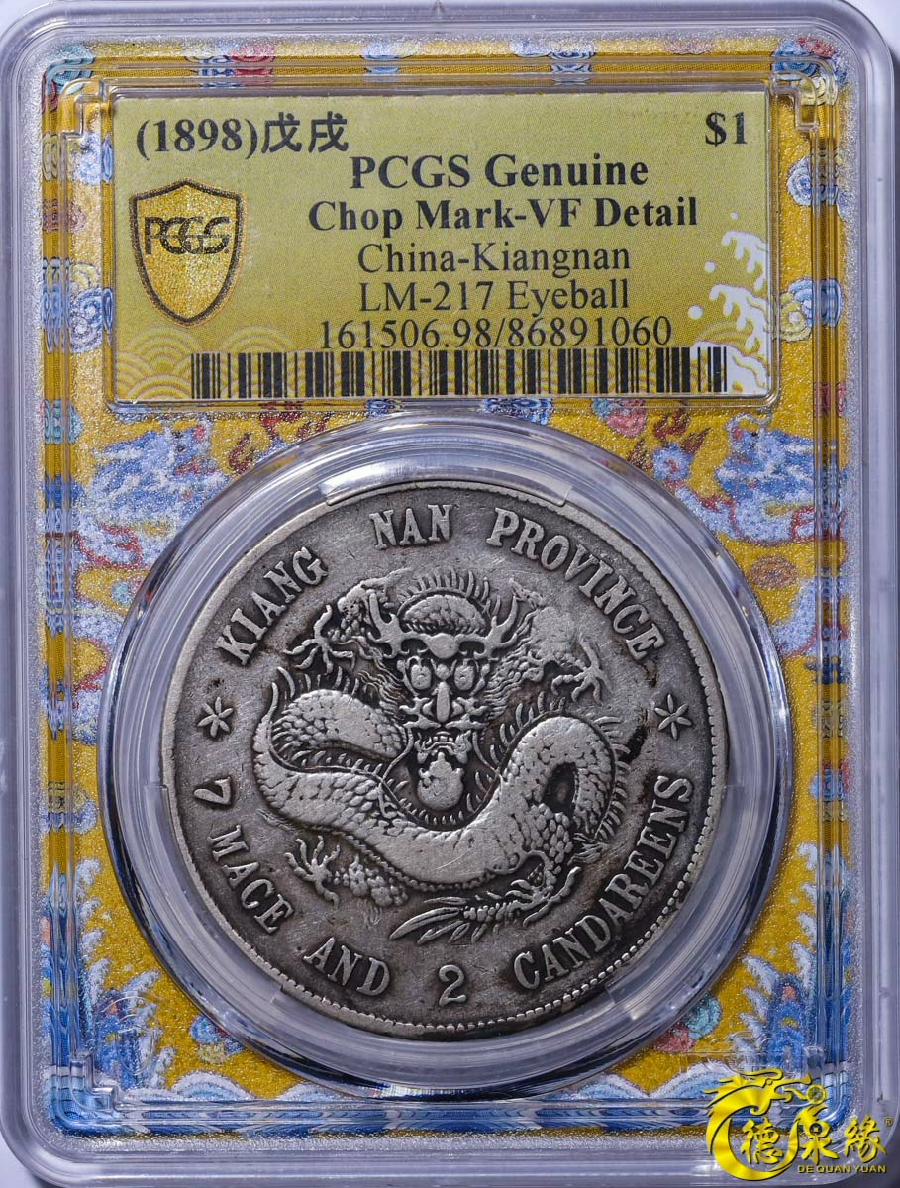 (1898)戊戌 $1
PCGS Genuine
Chop Mark-VF Detail
China-Kiangnan
LM-217 Eyeball
161506.98/86891060
PCGS
KIANG NAN PROVINCE
7 MACE AND 2 CANDAREENS
德泉緣®
DE QUAN YUAN